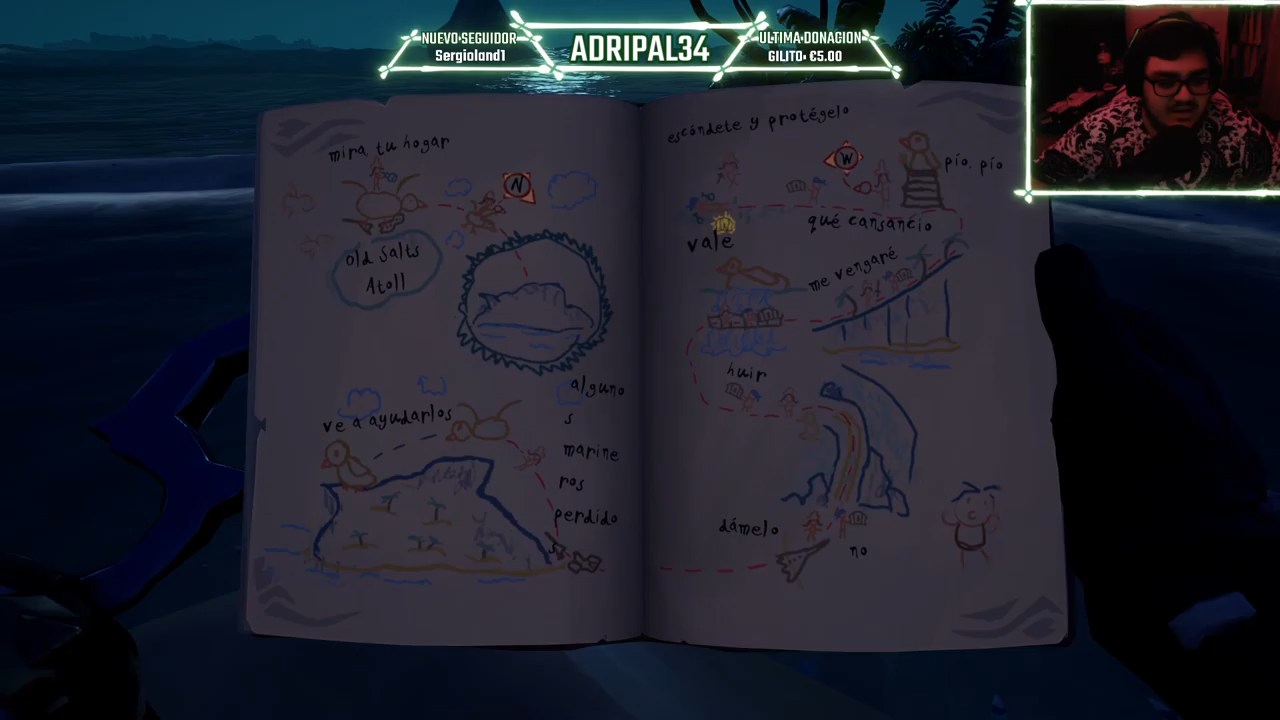 NUEVO SEGUIDOR
Sergioland1
ADRIPAL34
ULTIMA DONACION
GILITO: €5.00
mira tu hogar
N
old Salts
Atoll
ve a ayudarlos
alguno
s
marine
ros
perdido
s
escóndete y protégelo
W
pío, pío
qué cansancio
vale
me vengaré
huir
dámelo
no